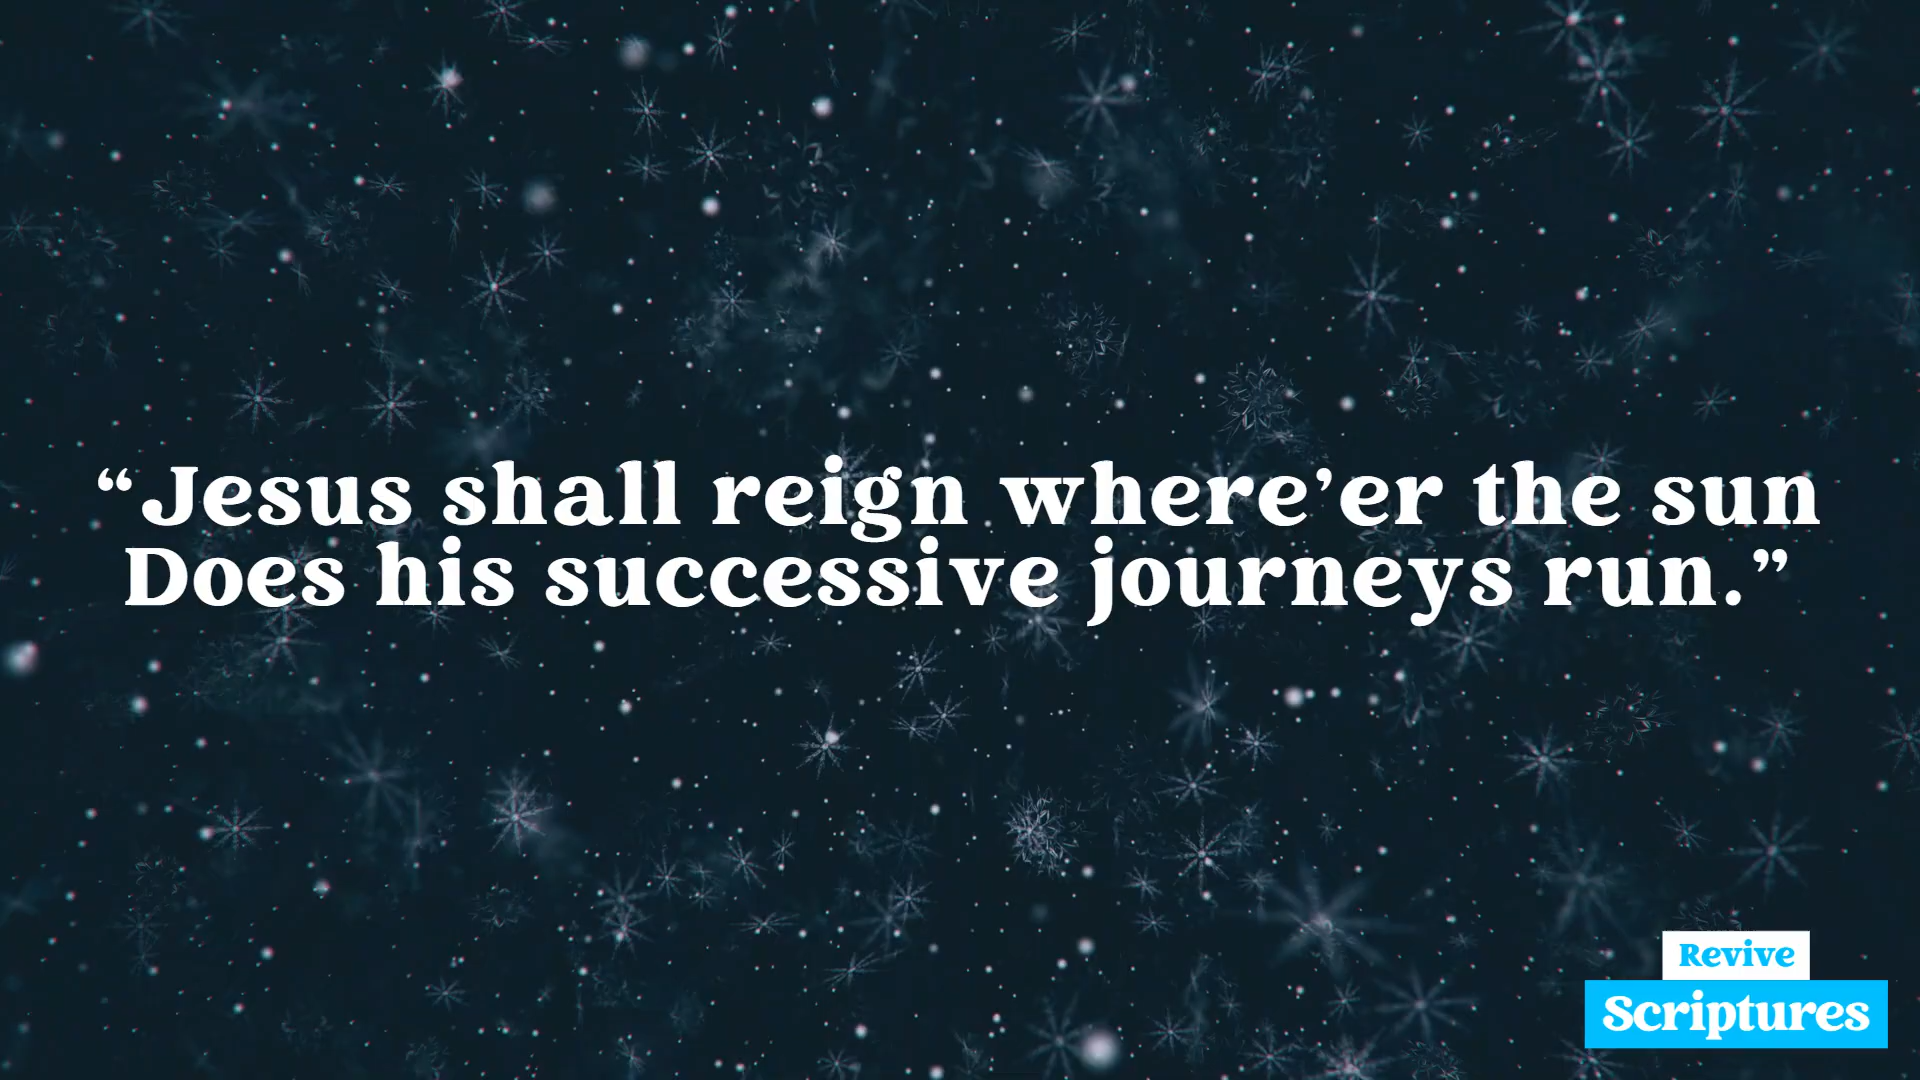 “Jesus shall reign where’er the sun
Does his successive journeys run.”
Revive
Scriptures